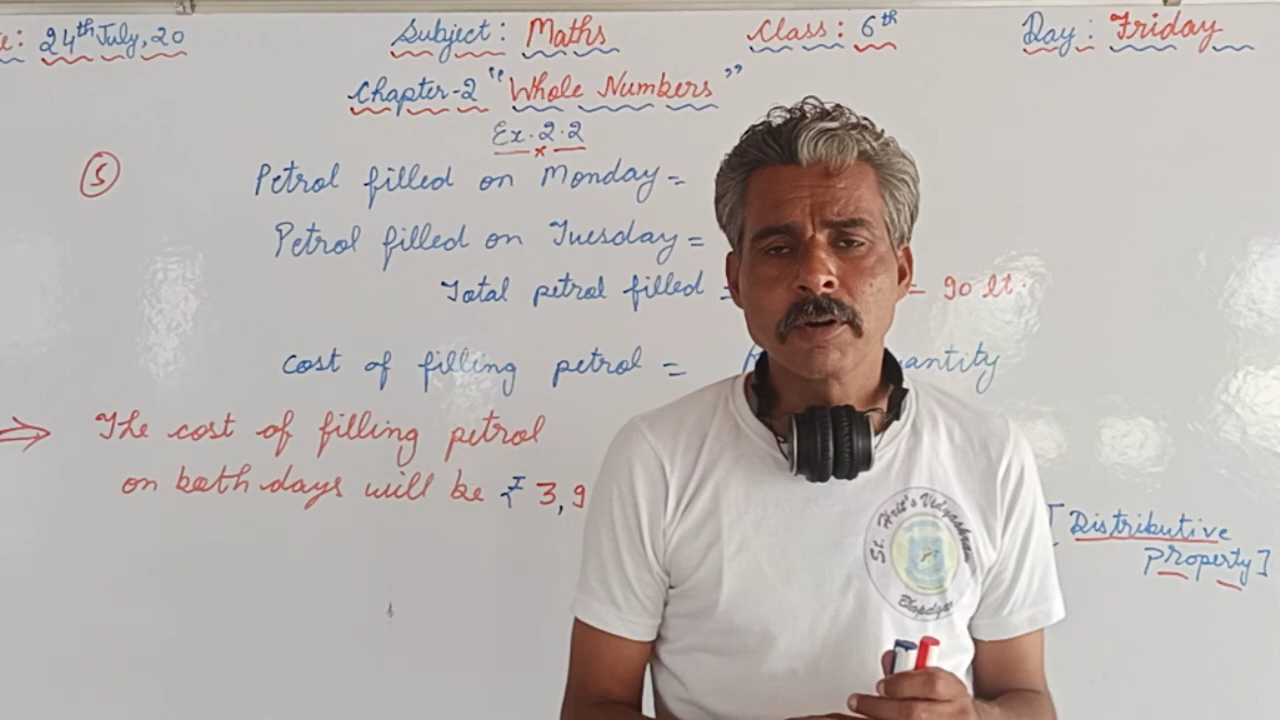 e: 24th July, 20 Subject: Maths Class: 6th Day: Friday
Chapter-2 "Whole Numbers"
Ex. 2.2
5
Petrol filled on Monday =
Petrol filled on Tuesday =
Total petrol filled = = 90 lt.
cost of filling petrol = antity
⇒ The cost of filling petrol
on both days will be ₹ 3,9
[Distributive
Property]
St. Vidyashram